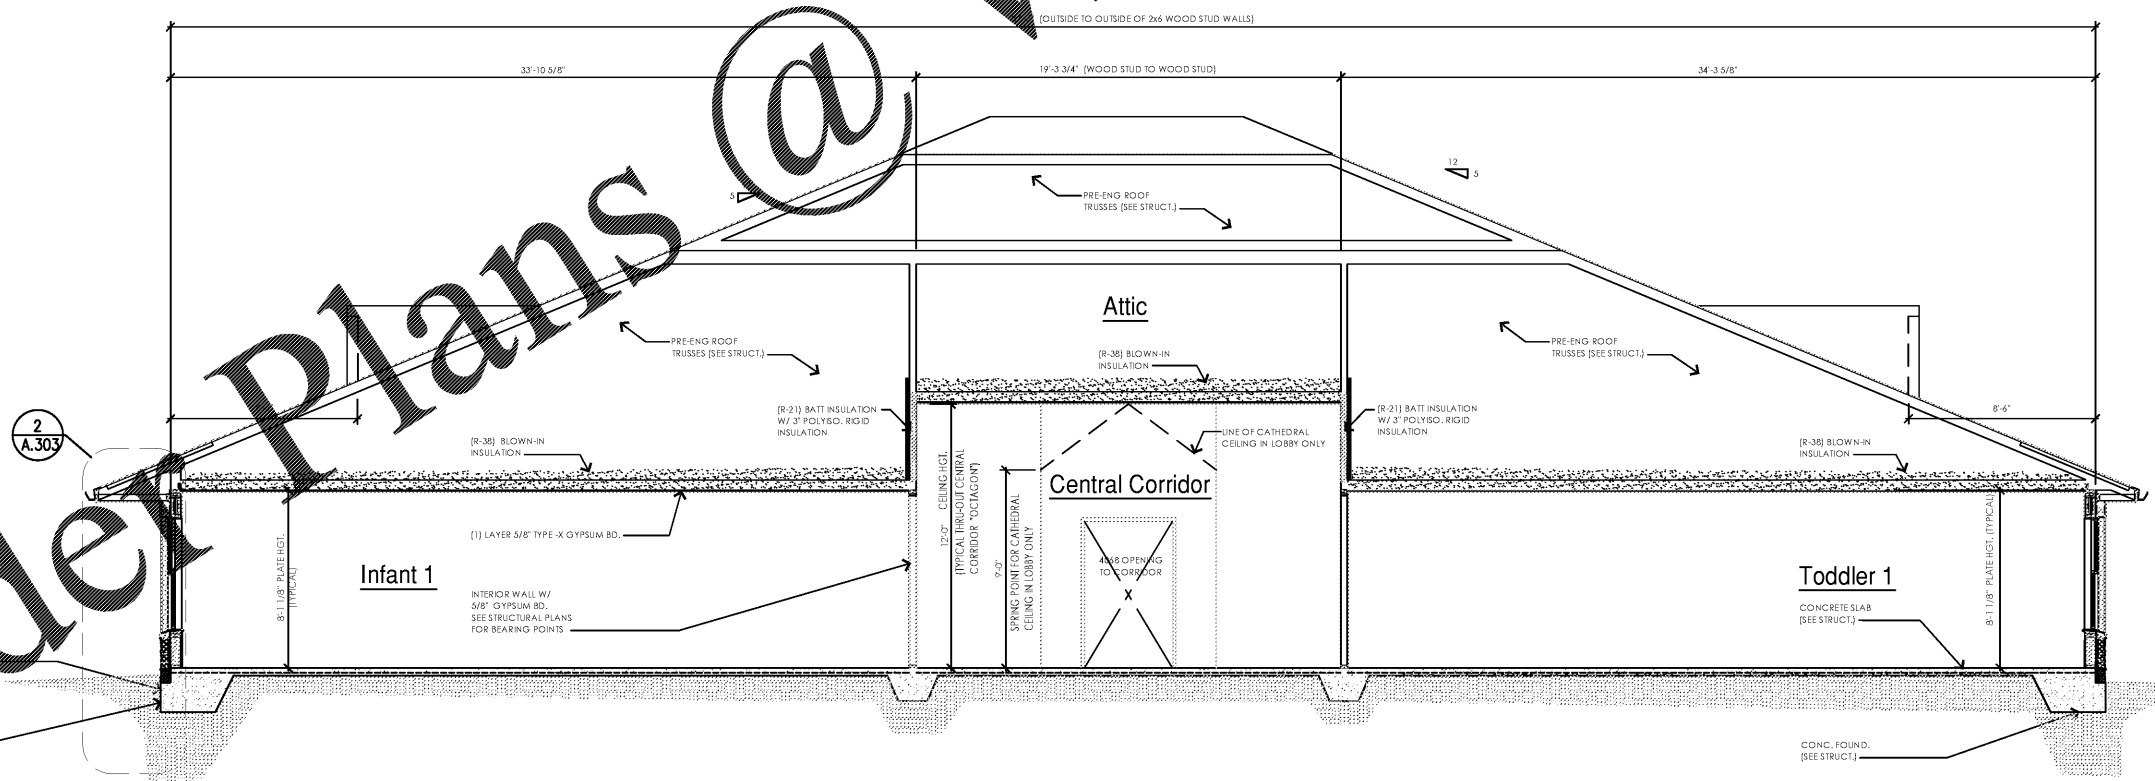 (OUTSIDE TO OUTSIDE OF 2x6 WOOD STUD WALLS)
33'-10 5/8"
19'-3 3/4" (WOOD STUD TO WOOD STUD)
34'-3 5/8"
der Plans @
5
12
5
PRE-ENG ROOF
TRUSSES (SEE STRUCT.)
Attic
PRE-ENG ROOF
TRUSSES (SEE STRUCT.)
PRE-ENG ROOF
TRUSSES (SEE STRUCT.)
(R-38) BLOWN-IN
INSULATION
(R-21) BATT INSULATION
W/ 3" POLYISO. RIGID
INSULATION
(R-21) BATT INSULATION
W/ 3" POLYISO. RIGID
INSULATION
8'-6"
2
A.303
(R-38) BLOWN-IN
INSULATION
LINE OF CATHEDRAL
CEILING IN LOBBY ONLY
(R-38) BLOWN-IN
INSULATION
Central Corridor
12'-0" CEILING HGT.
(TYPICAL THRU-OUT CENTRAL
CORRIDOR "OCTAGON")
9'-0"
SPRING POINT FOR CATHEDRAL
CEILING IN LOBBY ONLY
(1) LAYER 5/8" TYPE -X GYPSUM BD.
8'-1 1/8" PLATE HGT.
(TYPICAL)
Infant 1
4068 OPENING
TO CORRIDOR
X
Toddler 1
8'-1 1/8" PLATE HGT. (TYPICAL)
INTERIOR WALL W/
5/8" GYPSUM BD.
SEE STRUCTURAL PLANS
FOR BEARING POINTS
CONCRETE SLAB
(SEE STRUCT.)
CONC. FOUND.
(SEE STRUCT.)